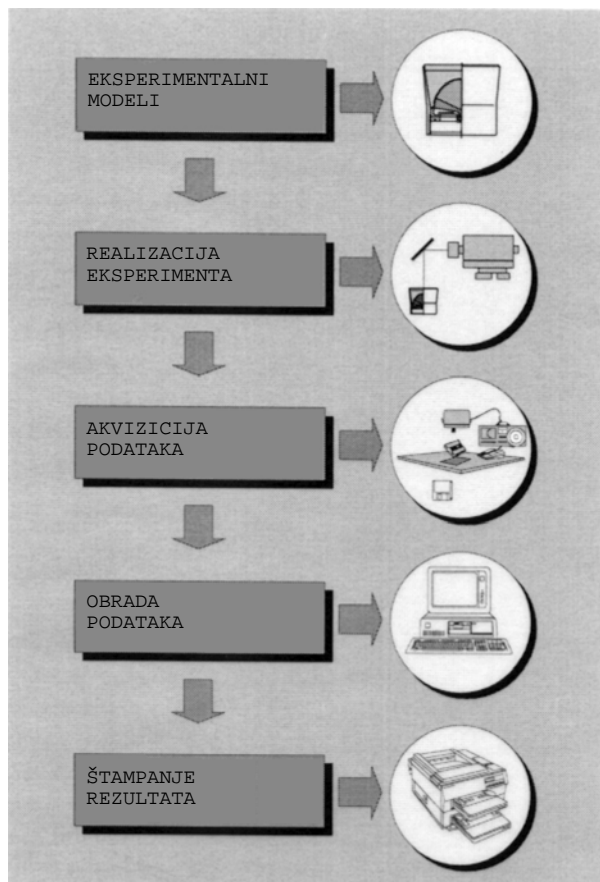 EKSPERIMENTALNI
MODELI
REALIZACIJA
EKSPERIMENTA
AKVIZICIJA
PODATAKA
OBRADA
PODATAKA
ŠTAMPANJE
REZULTATA